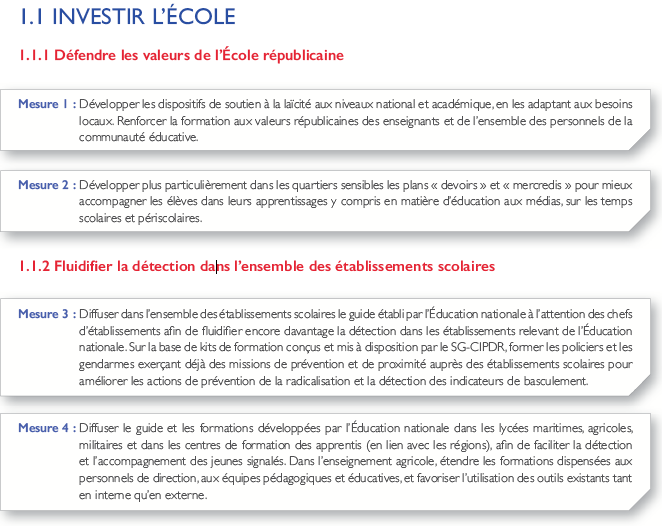 1.1 INVESTIR L’ÉCOLE
1.1.1 Défendre les valeurs de l’École républicaine
Mesure 1 : Développer les dispositifs de soutien à la laïcité aux niveaux national et académique, en les adaptant aux besoins
locaux. Renforcer la formation aux valeurs républicaines des enseignants et de l’ensemble des personnels de la
communauté éducative.
Mesure 2 : Développer plus particulièrement dans les quartiers sensibles les plans « devoirs » et « mercredis » pour mieux
accompagner les élèves dans leurs apprentissages y compris en matière d’éducation aux médias, sur les temps
scolaires et périscolaires.
1.1.2 Fluidifier la détection dans l’ensemble des établissements scolaires
Mesure 3 : Diffuser dans l’ensemble des établissements scolaires le guide établi par l’Éducation nationale à l’attention des chefs
d’établissements afin de fluidifier encore davantage la détection dans les établissements relevant de l’Éducation
nationale. Sur la base de kits de formation conçus et mis à disposition par le SG-CIPDR, former les policiers et les
gendarmes exerçant déjà des missions de prévention et de proximité auprès des établissements scolaires pour
améliorer les actions de prévention de la radicalisation et la détection des indicateurs de basculement.
Mesure 4 : Diffuser le guide et les formations développées par l’Éducation nationale dans les lycées maritimes, agricoles,
militaires et dans les centres de formation des apprentis (en lien avec les régions), afin de faciliter la détection
et l’accompagnement des jeunes signalés. Dans l’enseignement agricole, étendre les formations dispensées aux
personnels de direction, aux équipes pédagogiques et éducatives, et favoriser l’utilisation des outils existants tant
en interne qu’en externe.